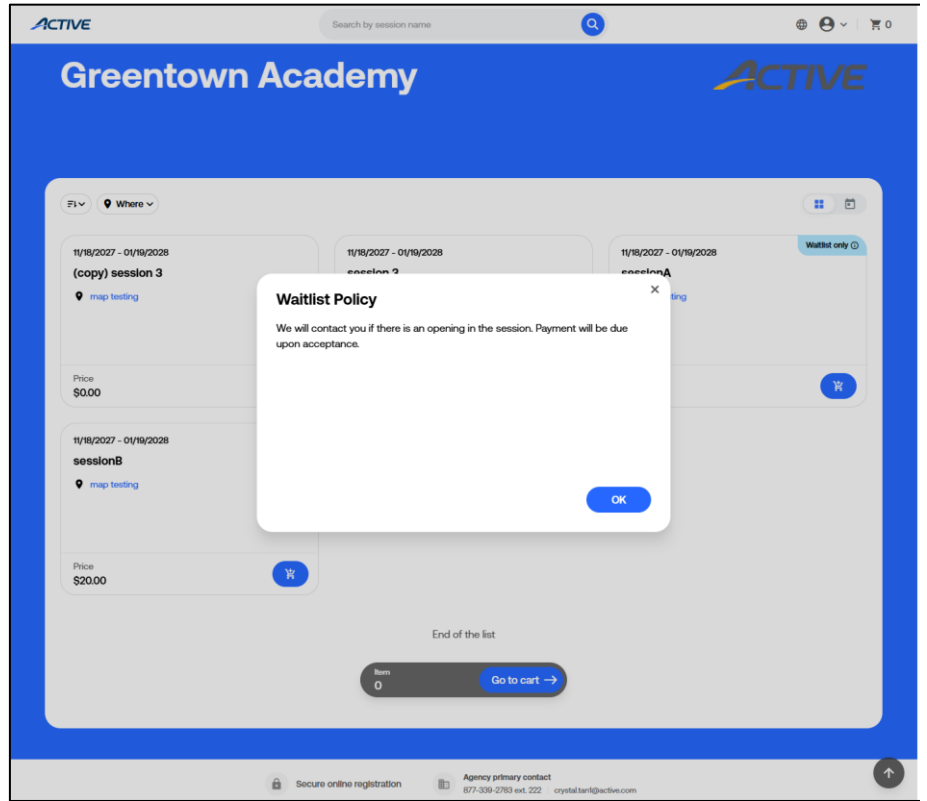 ACTIVE
Search by session name
0
Greentown Academy
ACTIVE
Where
11/18/2027 - 01/19/2028
(copy) session 3
map testing
Price
$0.00
11/18/2027 - 01/19/2028
session 3
11/18/2027 - 01/19/2028
Waitlist only
sessionA
ting
Waitlist Policy
We will contact you if there is an opening in the session. Payment will be due
upon acceptance.
OK
11/18/2027 - 01/19/2028
sessionB
map testing
Price
$20.00
End of the list
Item
0
Go to cart
Secure online registration
Agency primary contact
877-339-2783 ext. 222